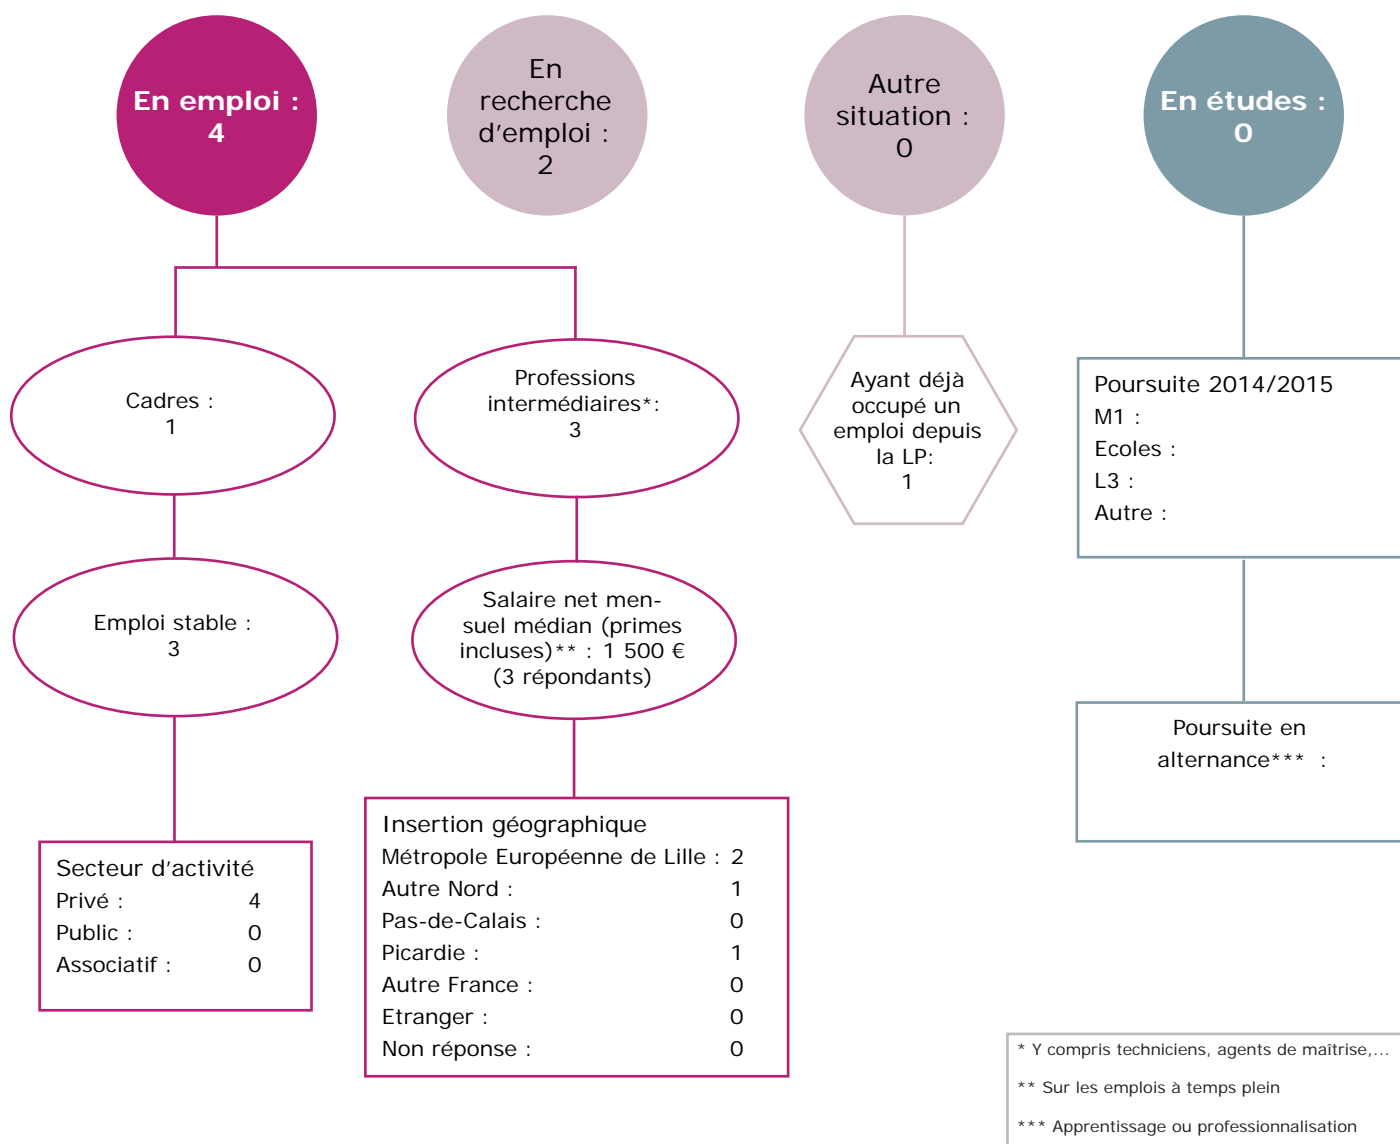 En emploi :
4
En
recherche
d'emploi :
2
Autre
situation :
0
En études :
0
Cadres :
1
Professions
intermédiaires*:
3
Ayant déjà
occupé un
emploi depuis
la LP:
1
Poursuite 2014/2015
M1 :
Ecoles :
L3 :
Autre :
Emploi stable :
3
Salaire net men-
suel médian (primes
incluses)** : 1 500 €
(3 répondants)
Poursuite en
alternance*** :
Secteur d'activité
Privé : 4
Public : 0
Associatif : 0
Insertion géographique
Métropole Européenne de Lille : 2
Autre Nord : 1
Pas-de-Calais : 0
Picardie : 1
Autre France : 0
Etranger : 0
Non réponse : 0
* Y compris techniciens, agents de maîtrise,...
** Sur les emplois à temps plein
*** Apprentissage ou professionnalisation